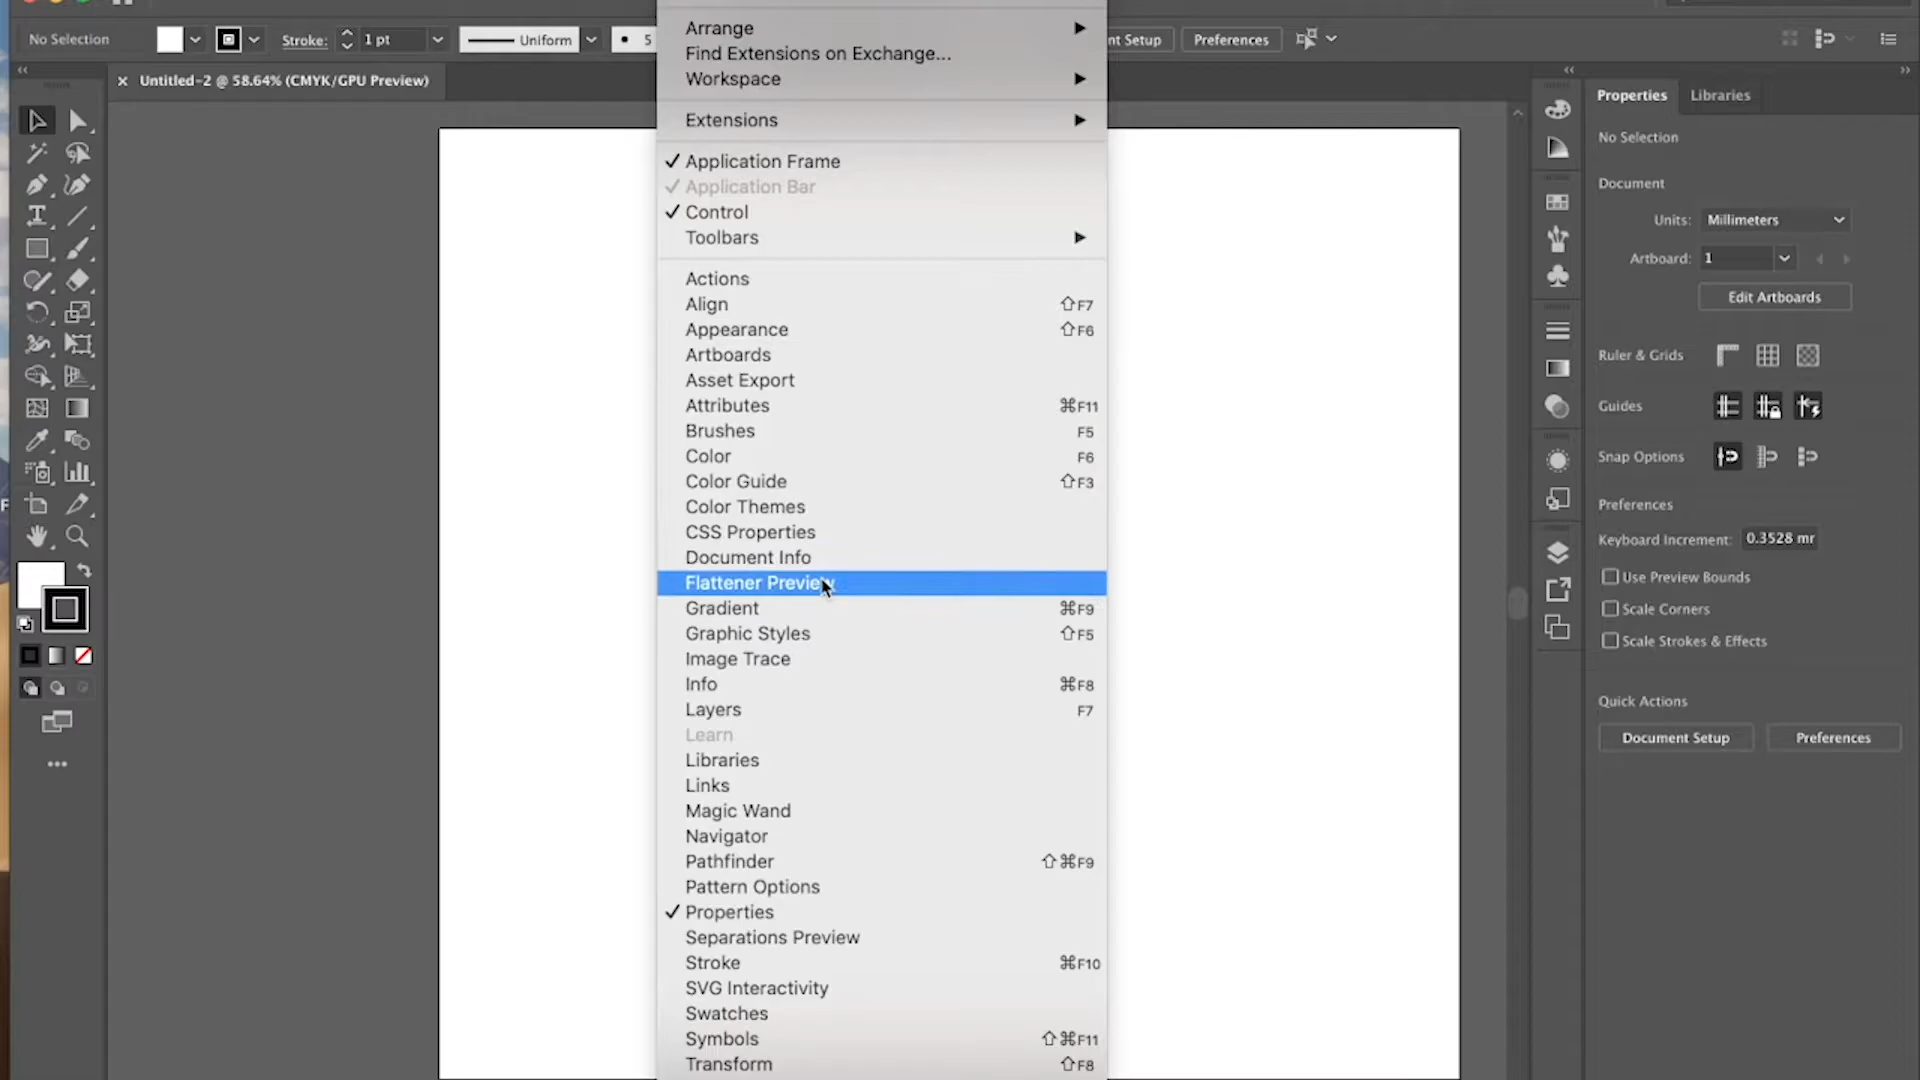 Arrange
No Selection
Stroke:
1 pt
Uniform
5
nt Setup
Preferences
Find Extensions on Exchange...
Workspace
× Untitled-2 @ 58.64% (CMYK/GPU Preview)
Properties
Libraries
Extensions
No Selection
✓ Application Frame
Document
✓ Application Bar
✓ Control
Units:
Millimeters
Toolbars
Artboard:
1
Actions
Edit Artboards
Align ⇧F7
Appearance ⇧F6
Artboards
Ruler & Grids
Asset Export
Attributes ⌘F11
Guides
Brushes F5
Color F6
Snap Options
Color Guide ⇧F3
Color Themes
Preferences
CSS Properties
Keyboard Increment:
0.3528 mr
Document Info
Flattener Preview
Use Preview Bounds
Gradient ⌘F9
Scale Corners
Graphic Styles ⇧F5
Scale Strokes & Effects
Image Trace
Info ⌘F8
Quick Actions
Layers F7
Learn
Document Setup
Preferences
Libraries
Links
Magic Wand
Navigator
Pathfinder ⇧⌘F9
Pattern Options
✓ Properties
Separations Preview
Stroke ⌘F10
SVG Interactivity
Swatches
Symbols ⇧⌘F11
Transform ⇧F8